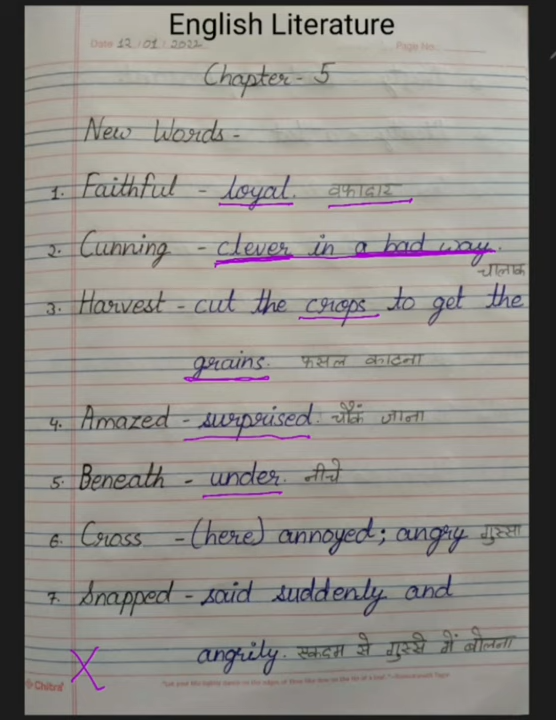 English Literature
Date 12/01/2022 Page No.
Chapter - 5
New Words -
1. Faithful - loyal. वफादार
2. Cunning - clever in a bad way.
चालाक
3. Harvest - cut the crops to get the
grains. फसल काटना
4. Amazed - surprised. चौंक जाना
5. Beneath - under. नीचे
6. Cross - (here) annoyed; angry गुस्सा
7. Snapped - said suddenly and
angrily. एकदम से गुस्से में बोलना
X
Chitra